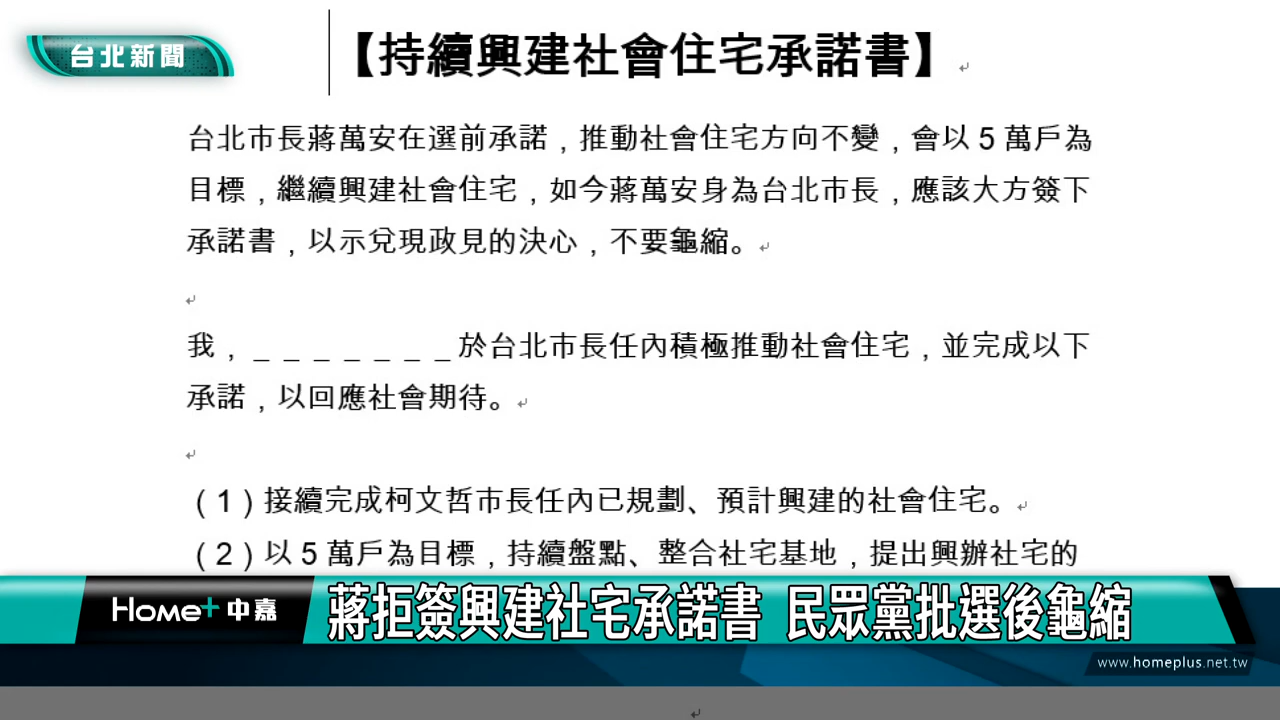 台北新聞
【持續興建社會住宅承諾書】
台北市長蔣萬安在選前承諾，推動社會住宅方向不變，會以 5 萬戶為
目標，繼續興建社會住宅，如今蔣萬安身為台北市長，應該大方簽下
承諾書，以示兌現政見的決心，不要龜縮。
我，_ _ _ _ _ _ _於台北市長任內積極推動社會住宅，並完成以下
承諾，以回應社會期待。
（1）接續完成柯文哲市長任內已規劃、預計興建的社會住宅。
（2）以 5 萬戶為目標，持續盤點、整合社宅基地，提出興辦社宅的
Home+ 中嘉
蔣拒簽興建社宅承諾書 民眾黨批選後龜縮
www.homeplus.net.tw